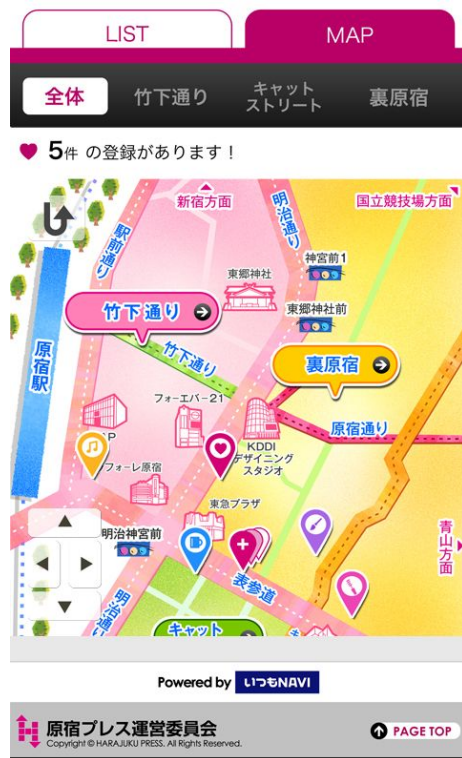 LIST
MAP
全体
竹下通り
キャット
ストリート
裏原宿
5件 の登録があります！
新宿方面
明治通り
国立競技場方面
駅前通り
神宮前1
東郷神社
東郷神社前
竹下通り
竹下通り
裏原宿
原宿駅
フォーエバー21
原宿通り
KDDI
デザイニング
スタジオ
フォーレ原宿
東急プラザ
明治神宮前
青山方面
表参道
明治通り
キャット
Powered by いつもNAVI
原宿プレス運営委員会
Copyright © HARAJUKU PRESS. All Rights Reserved.
PAGE TOP